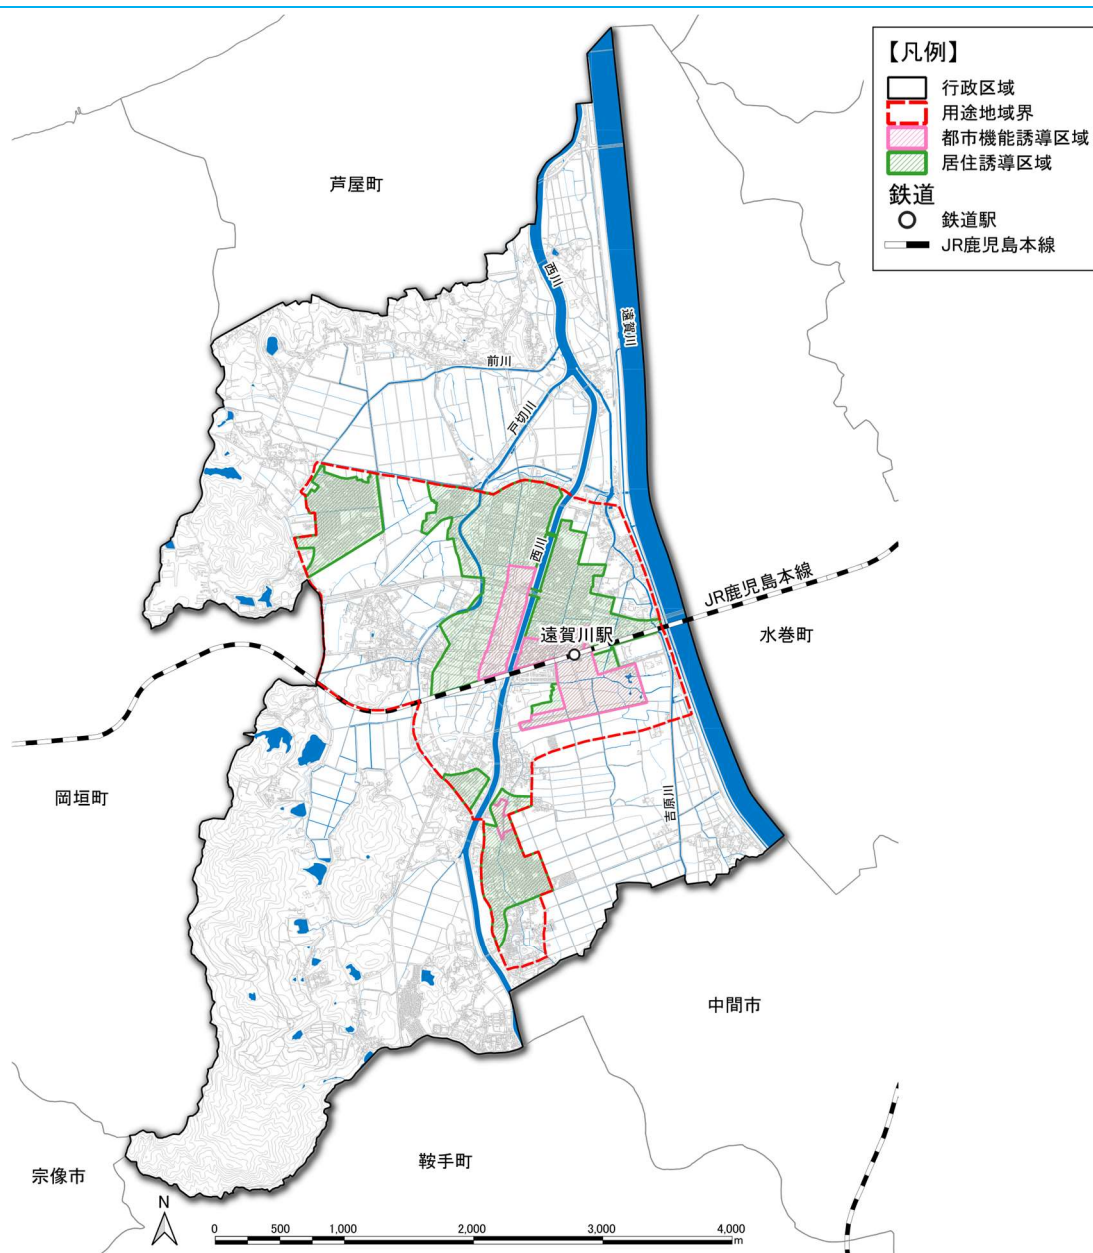 【凡例】
行政区域
用途地域界
都市機能誘導区域
居住誘導区域
鉄道
鉄道駅
JR鹿児島本線
芦屋町
西川
遠賀川
前川
戸切川
西川
JR鹿児島本線
遠賀川駅
水巻町
岡垣町
吉原川
中間市
鞍手町
宗像市
N
0 500 1,000 2,000 3,000 4,000
m